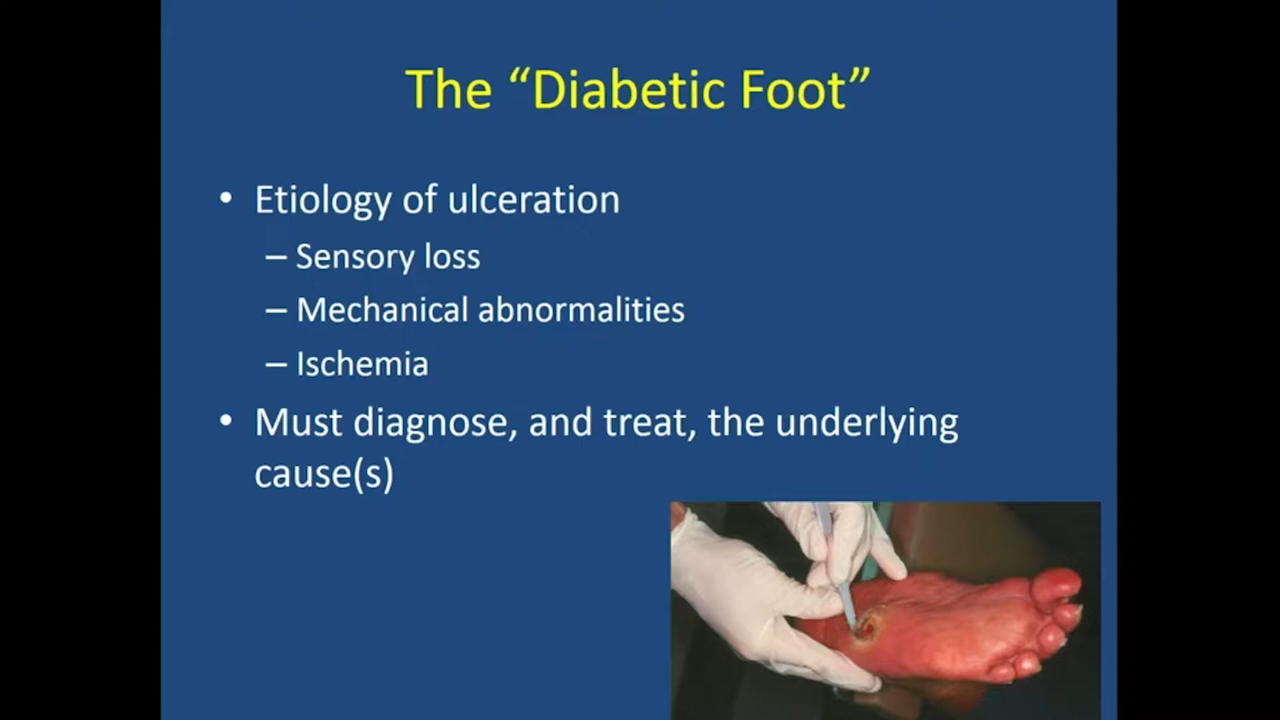 The “Diabetic Foot”
• Etiology of ulceration
– Sensory loss
– Mechanical abnormalities
– Ischemia
• Must diagnose, and treat, the underlying
cause(s)